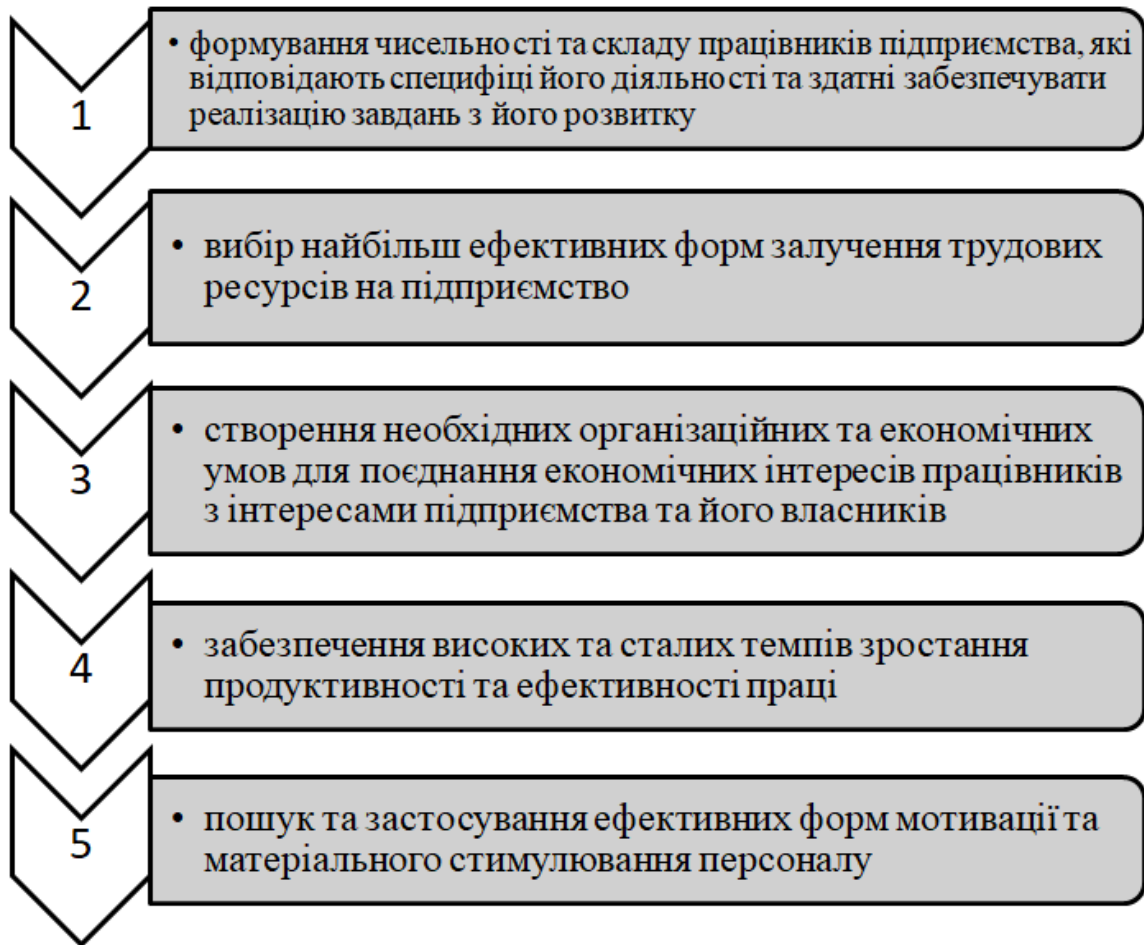 1
• формування чисельності та складу працівників підприємства, які
відповідають специфіці його діяльності та здатні забезпечувати
реалізацію завдань з його розвитку
2
• вибір найбільш ефективних форм залучення трудових
ресурсів на підприємство
3
• створення необхідних організаційних та економічних
умов для поєднання економічних інтересів працівників
з інтересами підприємства та його власників
4
• забезпечення високих та сталих темпів зростання
продуктивності та ефективності праці
5
• пошук та застосування ефективних форм мотивації та
матеріального стимулювання персоналу